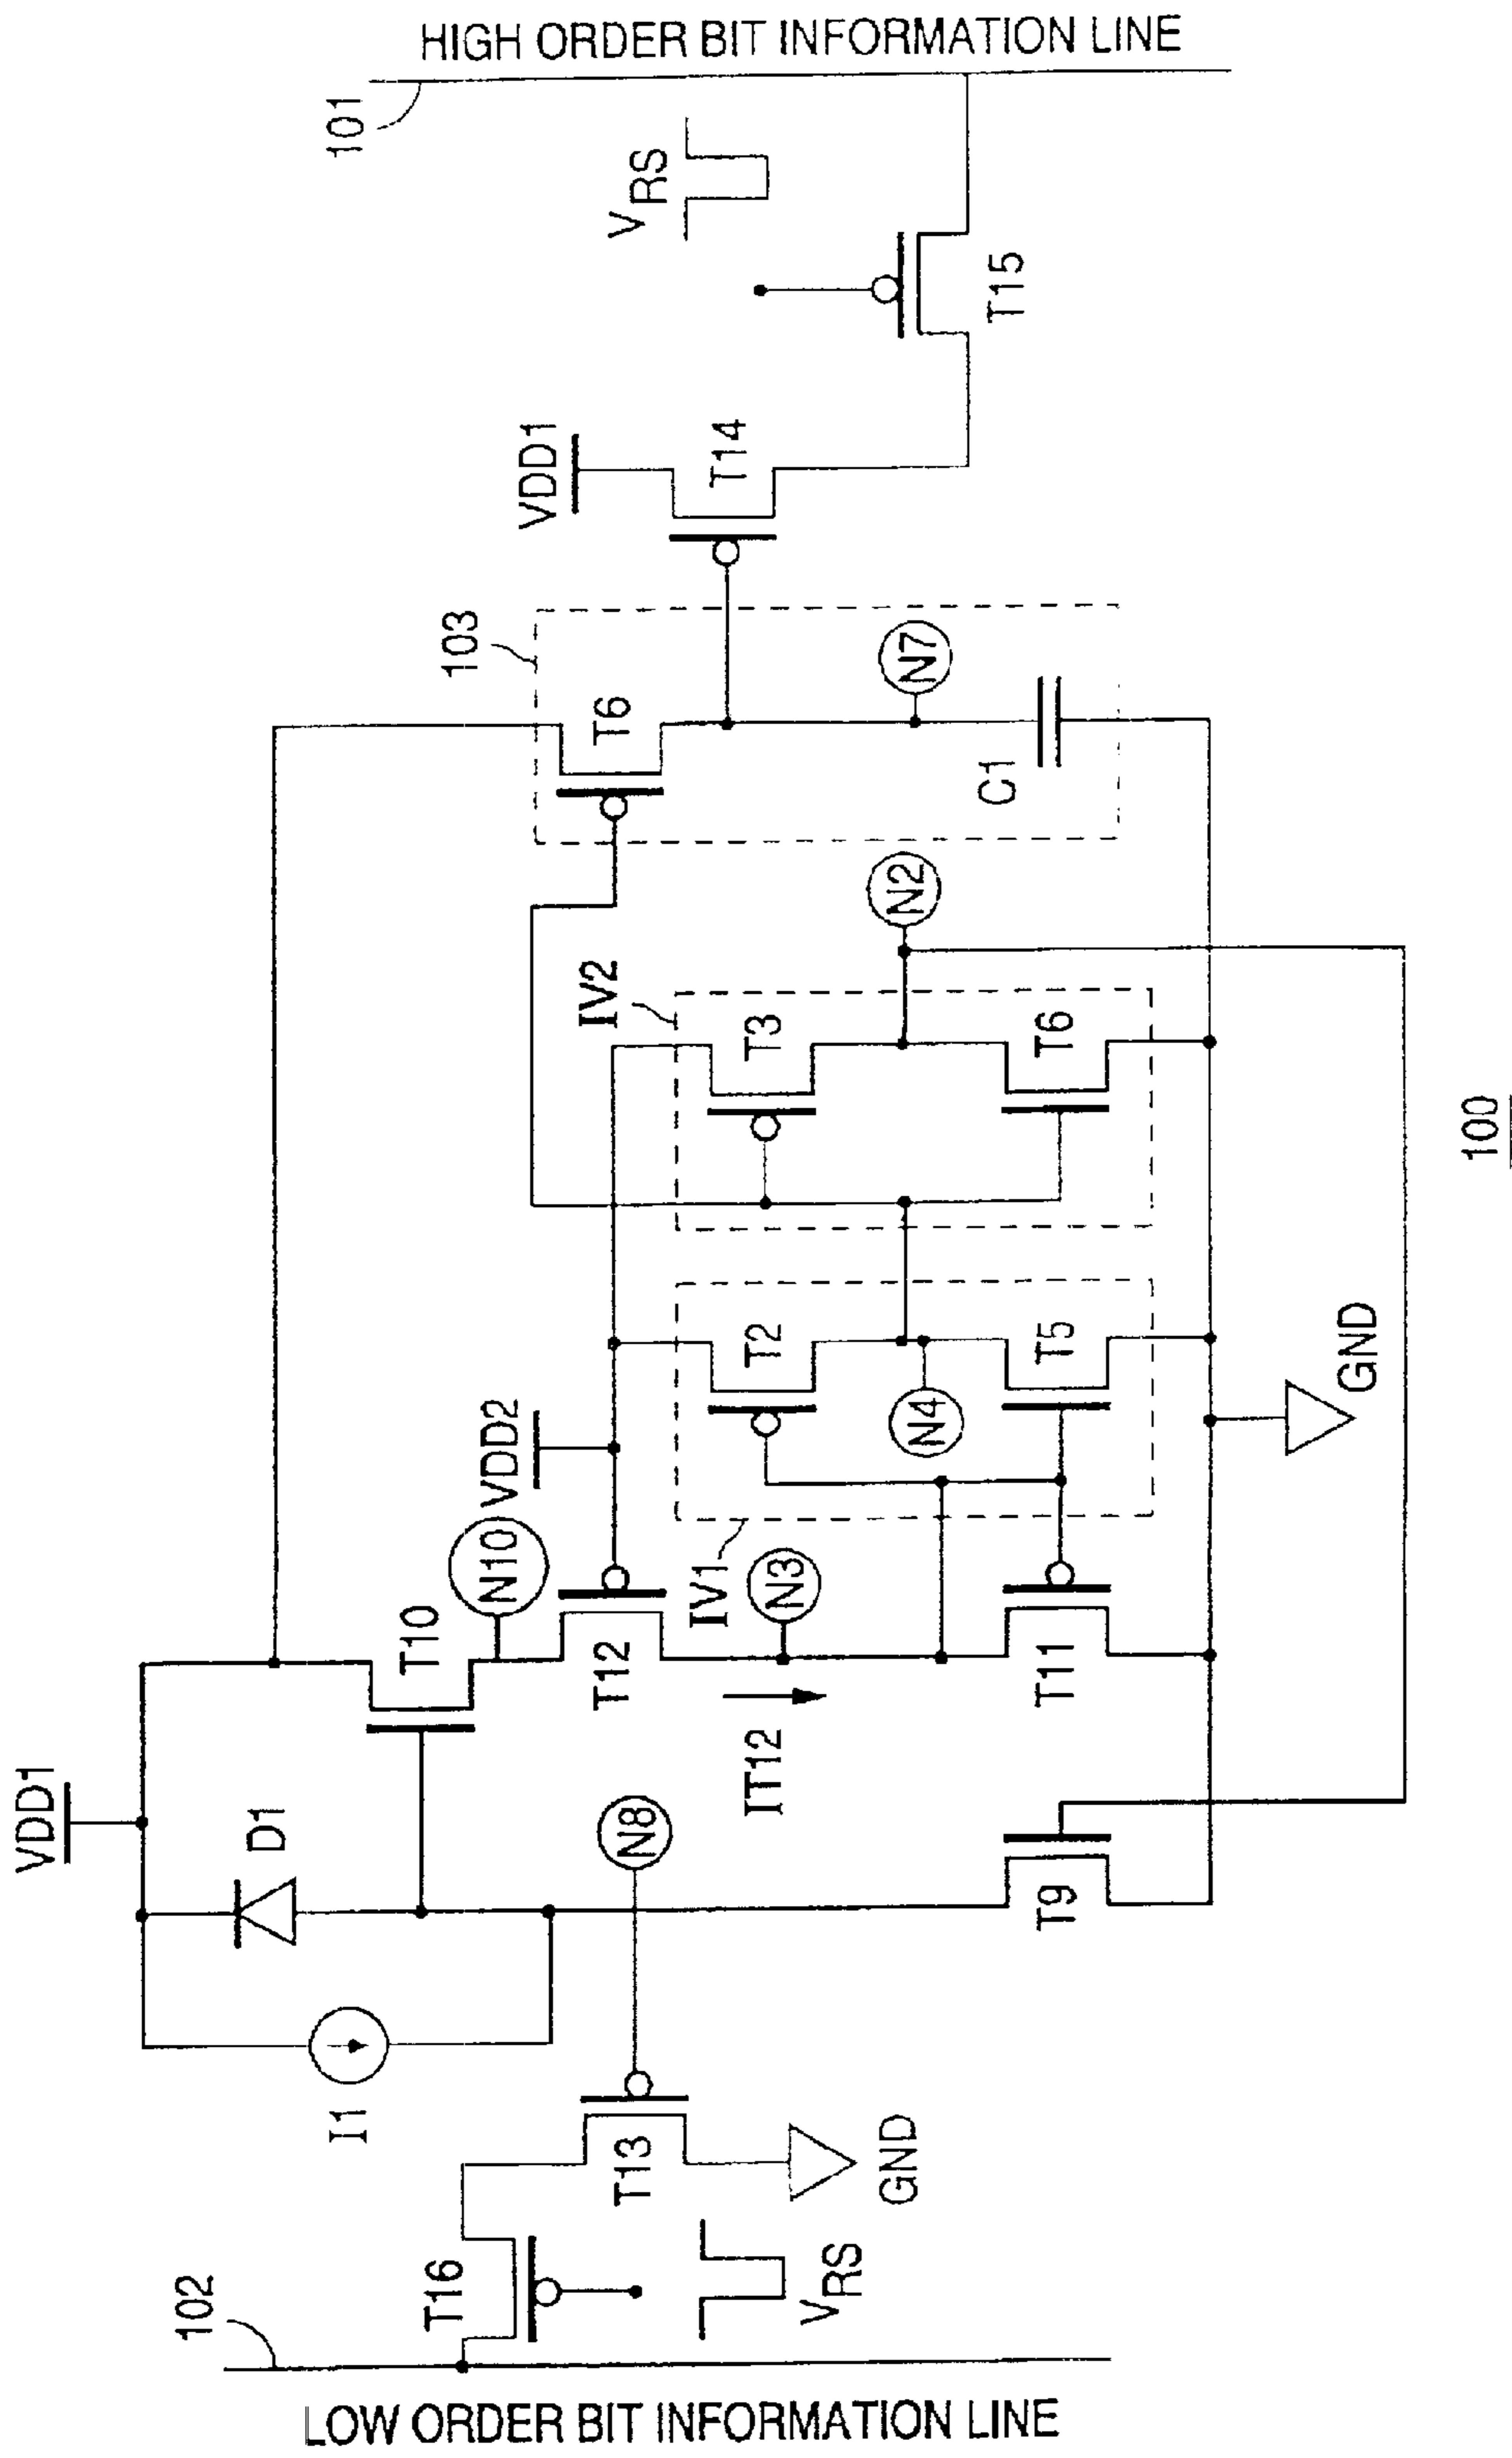 HIGH ORDER BIT INFORMATION LINE
101
VRS
T15
VDD1
T14
103
T6
N7
C1
N2
IV2
T3
T6
T2
T5
N4
VDD2
GND
IV1
N10
T10
T12
N3
T11
IT12
VDD1
D1
N8
T9
I1
T13
GND
T16
VRS
102
LOW ORDER BIT INFORMATION LINE
100